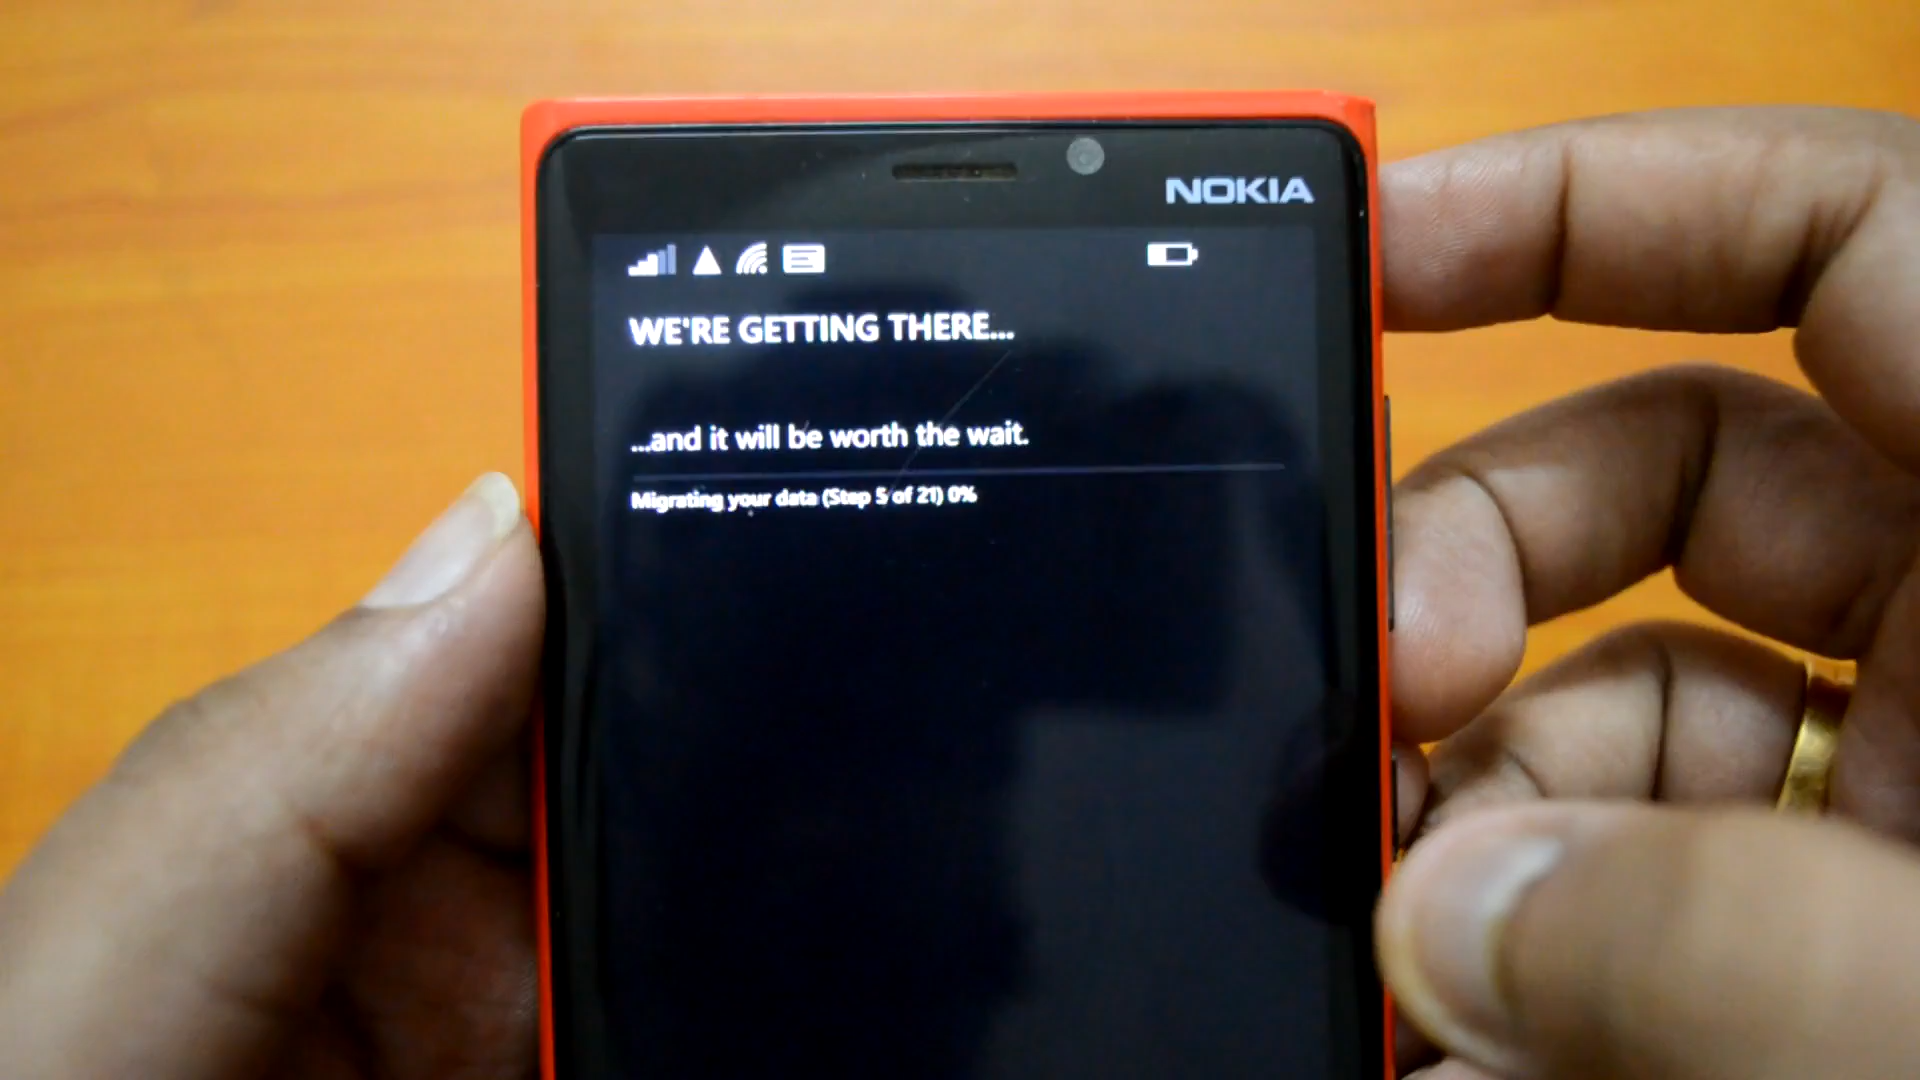 NOKIA
WE'RE GETTING THERE...
...and it will be worth the wait.
Migrating your data (Step 5 of 21) 0%